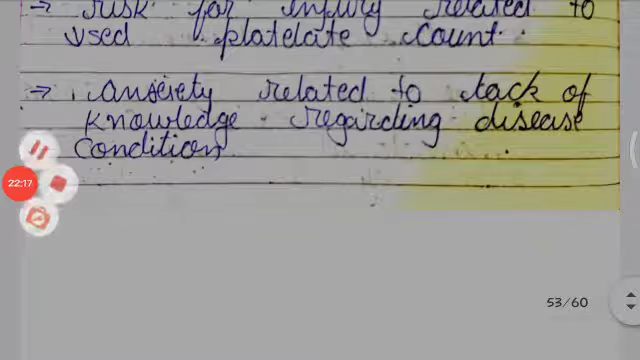 → risk for injury related to
↓sed platelate count.
→ Anxiety related to lack of
knowledge regarding disease
condition.
22:17
53/60